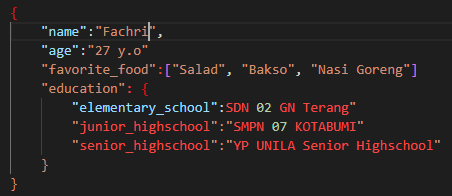 {
"name":"Fachri",
"age":"27 y.o"
"favorite_food":["Salad", "Bakso", "Nasi Goreng"]
"education": {
"elementary_school":SDN 02 GN Terang"
"junior_highschool":"SMPN 07 KOTABUMI"
"senior_highschool":"YP UNILA Senior Highschool"
}
}